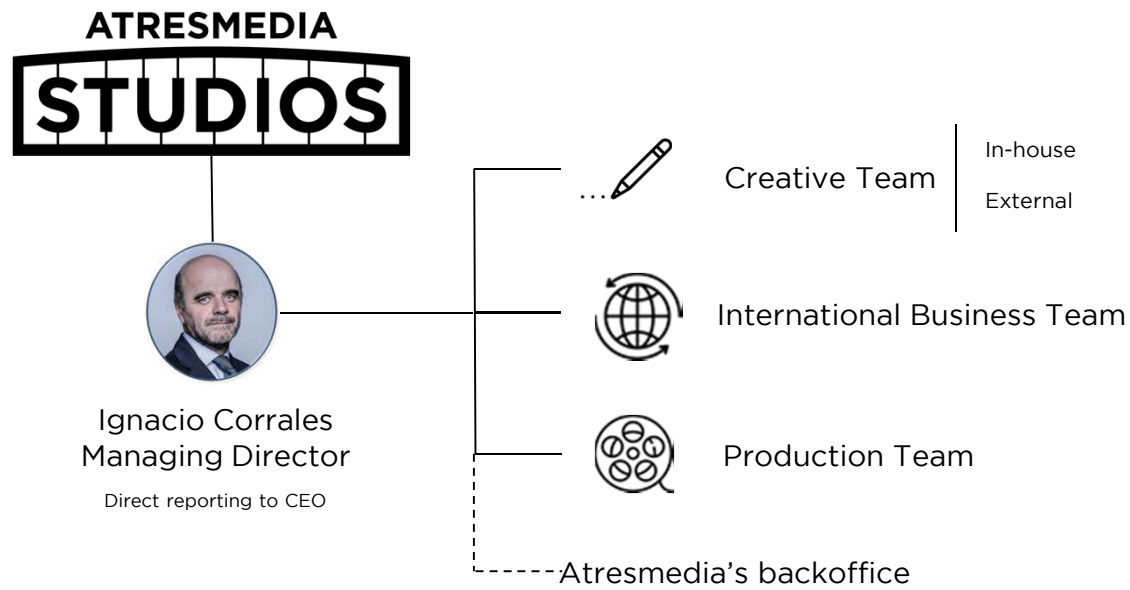 ATRESMEDIA
STUDIOS
Creative Team
In-house
External
International Business Team
Ignacio Corrales
Managing Director
Direct reporting to CEO
Production Team
Atresmedia’s backoffice